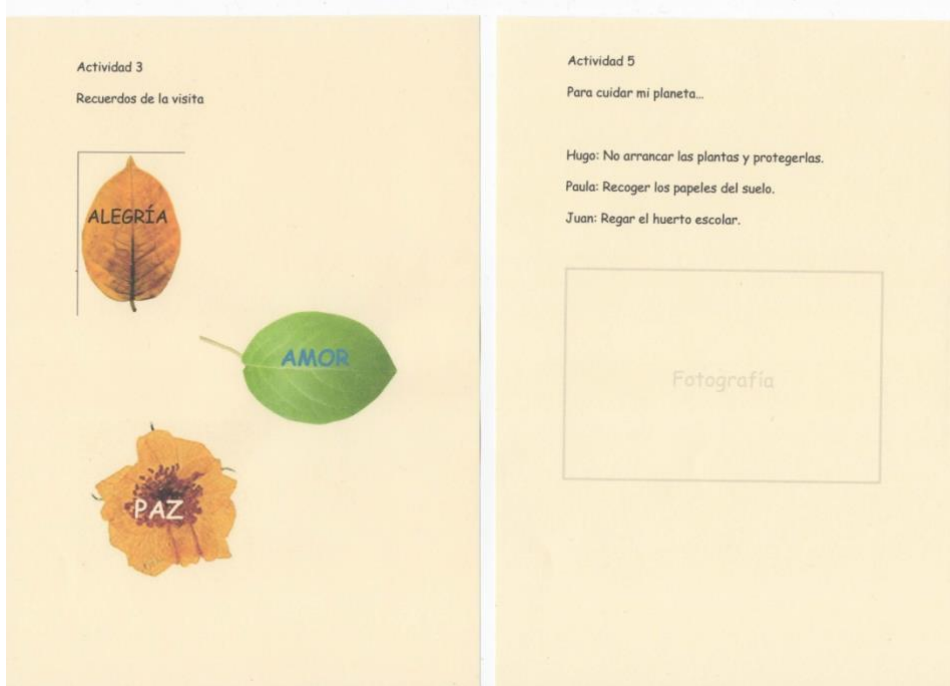 Actividad 3
Recuerdos de la visita
ALEGRÍA
AMOR
PAZ
Actividad 5
Para cuidar mi planeta...
Hugo: No arrancar las plantas y protegerlas.
Paula: Recoger los papeles del suelo.
Juan: Regar el huerto escolar.
Fotografía